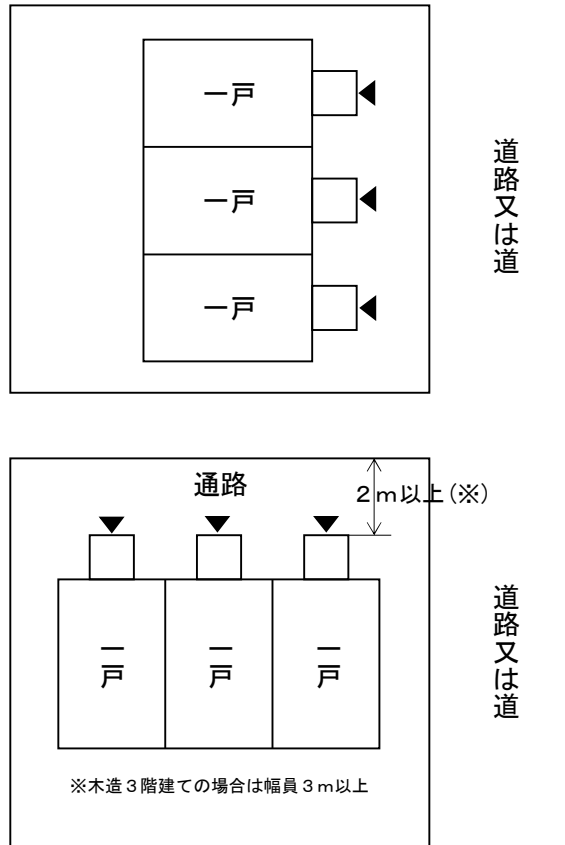 一戸
一戸
一戸
道路又は道
通路
２ｍ以上(※)
一戸
一戸
一戸
道路又は道
※木造３階建ての場合は幅員３ｍ以上